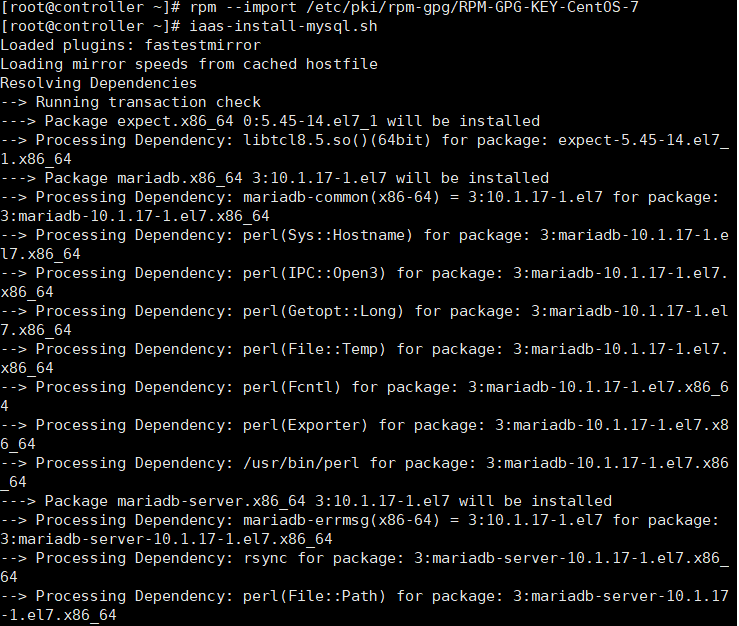 [root@controller ~]# rpm --import /etc/pki/rpm-gpg/RPM-GPG-KEY-CentOS-7
[root@controller ~]# iaas-install-mysql.sh
Loaded plugins: fastestmirror
Loading mirror speeds from cached hostfile
Resolving Dependencies
--> Running transaction check
---> Package expect.x86_64 0:5.45-14.el7_1 will be installed
--> Processing Dependency: libtcl8.5.so()(64bit) for package: expect-5.45-14.el7_
1.x86_64
---> Package mariadb.x86_64 3:10.1.17-1.el7 will be installed
--> Processing Dependency: mariadb-common(x86-64) = 3:10.1.17-1.el7 for package:
3:mariadb-10.1.17-1.el7.x86_64
--> Processing Dependency: perl(Sys::Hostname) for package: 3:mariadb-10.1.17-1.e
l7.x86_64
--> Processing Dependency: perl(IPC::Open3) for package: 3:mariadb-10.1.17-1.el7.
x86_64
--> Processing Dependency: perl(Getopt::Long) for package: 3:mariadb-10.1.17-1.el
7.x86_64
--> Processing Dependency: perl(File::Temp) for package: 3:mariadb-10.1.17-1.el7.
x86_64
--> Processing Dependency: perl(Fcntl) for package: 3:mariadb-10.1.17-1.el7.x86_6
4
--> Processing Dependency: perl(Exporter) for package: 3:mariadb-10.1.17-1.el7.x8
6_64
--> Processing Dependency: /usr/bin/perl for package: 3:mariadb-10.1.17-1.el7.x86
_64
---> Package mariadb-server.x86_64 3:10.1.17-1.el7 will be installed
--> Processing Dependency: mariadb-errmsg(x86-64) = 3:10.1.17-1.el7 for package:
3:mariadb-server-10.1.17-1.el7.x86_64
--> Processing Dependency: rsync for package: 3:mariadb-server-10.1.17-1.el7.x86_
64
--> Processing Dependency: perl(File::Path) for package: 3:mariadb-server-10.1.17
-1.el7.x86_64